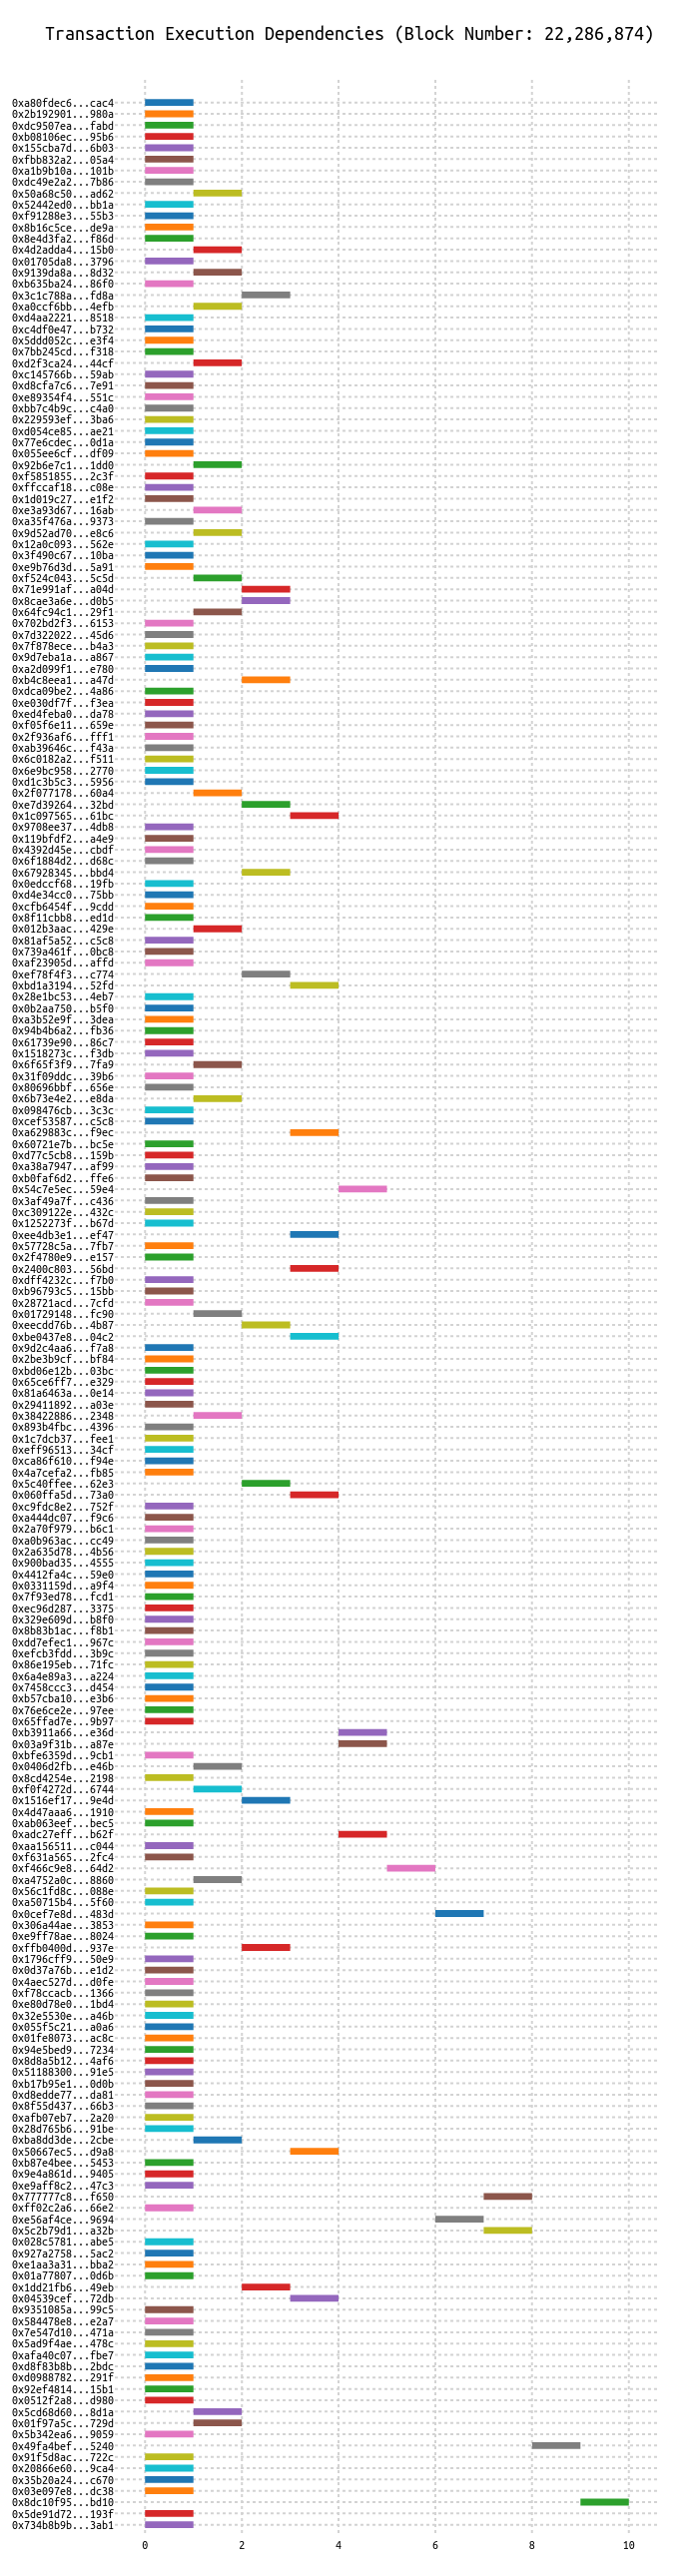 Transaction Execution Dependencies (Block Number: 22,286,874)
0xa80fdec6...cac4
0x2b192901...980a
0xdc9507ea...fabd
0xb08106ec...95b6
0x155cba7d...6b03
0xfbb832a2...05a4
0xa1b9b10a...101b
0xdc49e2a2...7b86
0x50a68c50...ad62
0x52442ed0...bb1a
0xf91288e3...55b3
0x8b16c5ce...de9a
0x8e4d3fa2...f86d
0x4d2adda4...15b0
0x01705da8...3796
0x9139da8a...8d32
0xb635ba24...86f0
0x3c1c788a...fd8a
0xa0ccf6bb...4efb
0xd4aa2221...8518
0xc4df0e47...b732
0x5ddd052c...e3f4
0x7bb245cd...f318
0xd2f3ca24...44cf
0xc145766b...59ab
0xd8cfa7c6...7e91
0xe89354f4...551c
0xbb7c4b9c...c4a0
0x229593ef...3ba6
0xd054ce85...ae21
0x77e6cdec...0d1a
0x055ee6cf...df09
0x92b6e7c1...1dd0
0xf5851855...2c3f
0xffccaf18...c08e
0x1d019c27...e1f2
0xe3a93d67...16ab
0xa35f476a...9373
0x9d52ad70...e8c6
0x12a0c093...562e
0x3f490c67...10ba
0xe9b76d3d...5a91
0xf524c043...5c5d
0x71e991af...a04d
0x8cae3a6e...d0b5
0x64fc94c1...29f1
0x702bd2f3...6153
0x7d322022...45d6
0x7f878ece...b4a3
0x9d7eba1a...a867
0xa2d099f1...e780
0xb4c8eea1...a47d
0xdca09be2...4a86
0xe030df7f...f3ea
0xed4feba0...da78
0xf05f6e11...659e
0x2f936af6...fff1
0xab39646c...f43a
0x6c0182a2...f511
0x6e9bc958...2770
0xd1c3b5c3...5956
0x2f077178...60a4
0xe7d39264...32bd
0x1c097565...61bc
0x9708ee37...4db8
0x119bfdf2...a4e9
0x4392d45e...cbdf
0x6f1884d2...d68c
0x67928345...bbd4
0x0edccf68...19fb
0xd4e34cc0...75bb
0xcfb6454f...9cdd
0x8f11cbb8...ed1d
0x012b3aac...429e
0x81af5a52...c5c8
0x739a461f...0bc8
0xaf23905d...affd
0xef78f4f3...c774
0xbd1a3194...52fd
0x28e1bc53...4eb7
0x0b2aa750...b5f0
0xa3b52e9f...3dea
0x94b4b6a2...fb36
0x61739e90...86c7
0x1518273c...f3db
0x6f65f3f9...7fa9
0x31f09ddc...39b6
0x80696bbf...656e
0x6b73e4e2...e8da
0x098476cb...3c3c
0xcef53587...c5c8
0xa629883c...f9ec
0x60721e7b...bc5e
0xd77c5cb8...159b
0xa38a7947...af99
0xb0faf6d2...ffe6
0x54c7e5ec...59e4
0x3af49a7f...c436
0xc309122e...432c
0x1252273f...b67d
0xee4db3e1...ef47
0x57728c5a...7fb7
0x2f4780e9...e157
0x2400c803...56bd
0xdff4232c...f7b0
0xb96793c5...15bb
0x28721acd...7cfd
0x01729148...fc90
0xeecdd76b...4b87
0xbe0437e8...04c2
0x9d2c4aa6...f7a8
0x2be3b9cf...bf84
0xbd06e12b...03bc
0x65ce6ff7...e329
0x81a6463a...0e14
0x29411892...a03e
0x38422886...2348
0x893b4fbc...4396
0x1c7dcb37...fee1
0xeff96513...34cf
0xca86f610...f94e
0x4a7cefa2...fb85
0x5c40ffee...62e3
0x060ffa5d...73a0
0xc9fdc8e2...752f
0xa444dc07...f9c6
0x2a70f979...b6c1
0xa0b963ac...cc49
0x2a635d78...4b56
0x900bad35...4555
0x4412fa4c...59e0
0x0331159d...a9f4
0x7f93ed78...fcd1
0xec96d287...3375
0x329e609d...b8f0
0x8b83b1ac...f8b1
0xdd7efec1...967c
0xefcb3fdd...3b9c
0x86e195eb...71fc
0x6a4e89a3...a224
0x7458ccc3...d454
0xb57cba10...e3b6
0x76e6ce2e...97ee
0x65ffad7e...9b97
0xb3911a66...e36d
0x03a9f31b...a87e
0xbfe6359d...9cb1
0x0406d2fb...e46b
0x8cd4254e...2198
0xf0f4272d...6744
0x1516ef17...9e4d
0x4d47aaa6...1910
0xab063eef...bec5
0xadc27eff...b62f
0xaa156511...c044
0xf631a565...2fc4
0xf466c9e8...64d2
0xa4752a0c...8860
0x56c1fd8c...088e
0xa50715b4...5f60
0x0cef7e8d...483d
0x306a44ae...3853
0xe9ff78ae...8024
0xffb0400d...937e
0x1796cff9...50e9
0x0d37a76b...e1d2
0x4aec527d...d0fe
0xf78ccacb...1366
0xe80d78e0...1bd4
0x32e5530e...a46b
0x055f5c21...a0a6
0x01fe8073...ac8c
0x94e5bed9...7234
0x8d8a5b12...4af6
0x51188300...91e5
0xb17b95e1...0d0b
0xd8edde77...da81
0x8f55d437...66b3
0xafb07eb7...2a20
0x28d765b6...91be
0xba8dd3de...2cbe
0x50667ec5...d9a8
0xb87e4bee...5453
0x9e4a861d...9405
0xe9aff8c2...47c3
0x777777c8...f650
0xff02c2a6...66e2
0xe56af4ce...9694
0x5c2b79d1...a32b
0x028c5781...abe5
0x927a2758...5ac2
0xe1aa3a31...bba2
0x01a77807...0d6b
0x1dd21fb6...49eb
0x04539cef...72db
0x9351085a...99c5
0x584478e8...e2a7
0x7e547d10...471a
0x5ad9f4ae...478c
0xafa40c07...fbe7
0xd8f83b8b...2bdc
0xd0988782...291f
0x92ef4814...15b1
0x0512f2a8...d980
0x5cd68d60...8d1a
0x01f97a5c...729d
0x5b342ea6...9059
0x49fa4bef...5240
0x91f5d8ac...722c
0x20866e60...9ca4
0x35b20a24...c670
0x03e097e8...dc38
0x8dc10f95...bd10
0x5de91d72...193f
0x734b8b9b...3ab1
0 2 4 6 8 10